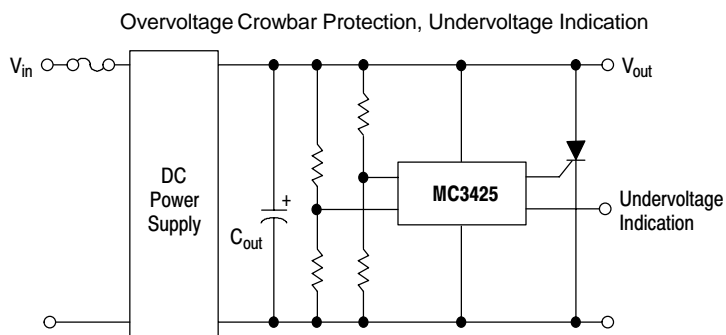 Overvoltage Crowbar Protection, Undervoltage Indication
Vin
Vout
DC
Power
Supply
+
Cout
MC3425
Undervoltage
Indication